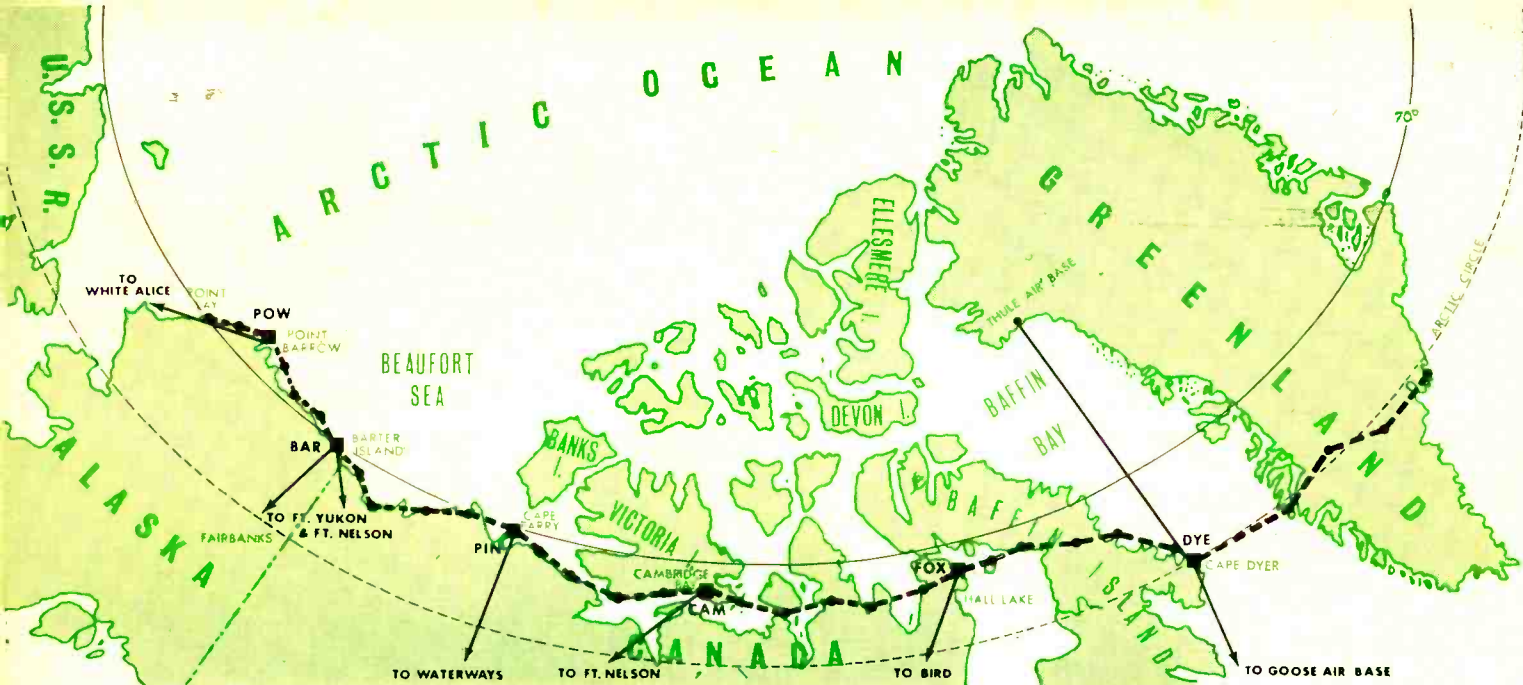 U.S.S.R.
ARCTIC OCEAN
70°
GREENLAND
ELLESMERE I.
THULE AIR BASE
ARCTIC CIRCLE
TO
WHITE ALICE
POINT
POW
POINT
BARROW
BEAUFORT
SEA
BAFFIN
BAY
DEVON I.
BANKS
I.
BAR
BARTER
ISLAND
ALASKA
VICTORIA I.
BAFFIN
ISLAND
TO FT. YUKON
& FT. NELSON
FAIRBANKS
CAPE
PARRY
PIN
CAMBRIDGE
BAY
CAM
FOX
HALL LAKE
DYE
CAPE DYER
CANADA
TO WATERWAYS
TO FT. NELSON
TO BIRD
TO GOOSE AIR BASE